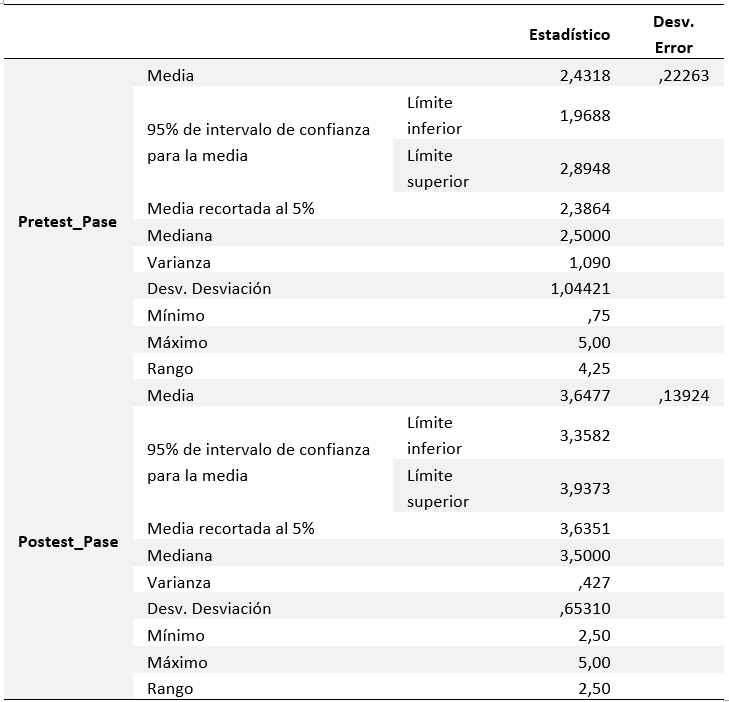 Estadístico Desv. Error
Pretest_Pase
Media 2,4318 ,22263
95% de intervalo de confianza para la media
Límite inferior 1,9688
Límite superior 2,8948
Media recortada al 5% 2,3864
Mediana 2,5000
Varianza 1,090
Desv. Desviación 1,04421
Mínimo ,75
Máximo 5,00
Rango 4,25
Postest_Pase
Media 3,6477 ,13924
95% de intervalo de confianza para la media
Límite inferior 3,3582
Límite superior 3,9373
Media recortada al 5% 3,6351
Mediana 3,5000
Varianza ,427
Desv. Desviación ,65310
Mínimo 2,50
Máximo 5,00
Rango 2,50